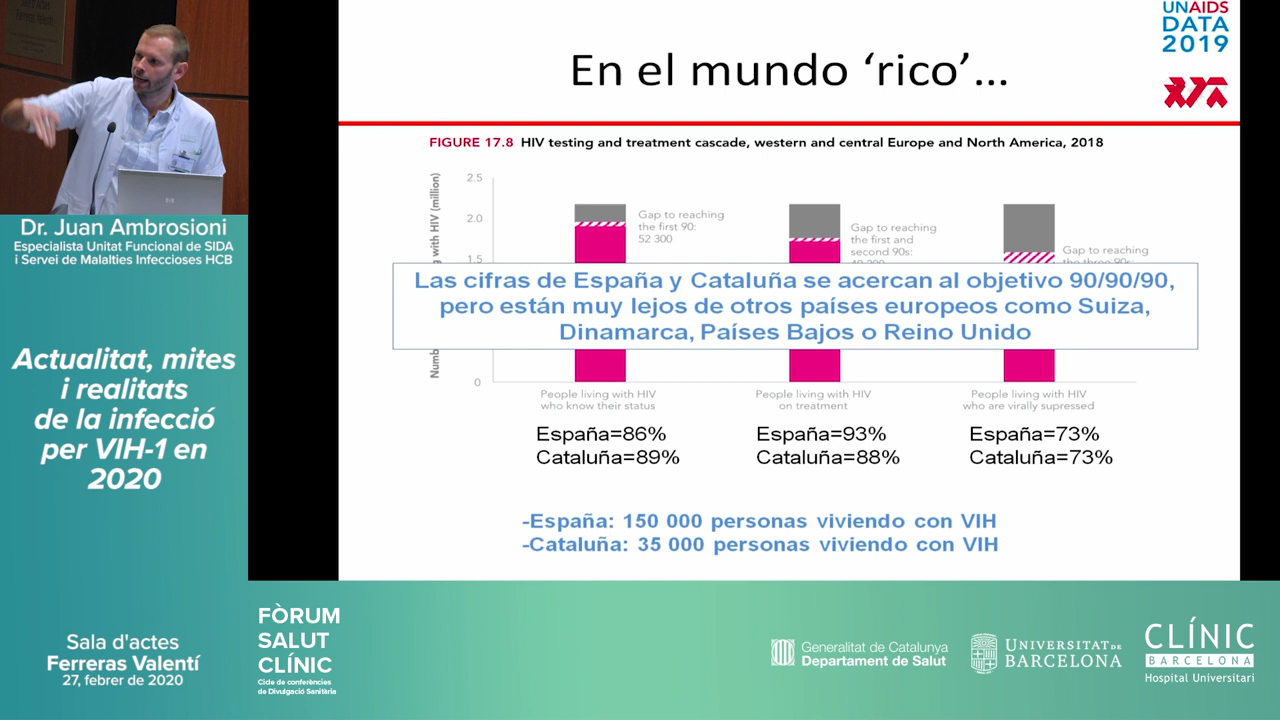 Ferreras Valentí
Dr. Juan Ambrosioni
Especialista Unitat Funcional de SIDA
i Servei de Malalties Infeccioses HCB
Actualitat, mites
i realitats
de la infecció
per VIH-1 en
2020
Sala d'actes
Ferreras Valentí
27, febrer de 2020
UNAIDS
DATA
2019
En el mundo ‘rico’...
FIGURE 17.8 HIV testing and treatment cascade, western and central Europe and North America, 2018
2.5
2.0
1.5
0
Gap to reaching
the first 90:
52 300
Gap to reaching
the first and
second 90s:
Gap to reaching
the three 90s:
Las cifras de España y Cataluña se acercan al objetivo 90/90/90,
pero están muy lejos de otros países europeos como Suiza,
Dinamarca, Países Bajos o Reino Unido
People living with HIV
who know their status
People living with HIV
on treatment
People living with HIV
who are virally supressed
España=86%
Cataluña=89%
España=93%
Cataluña=88%
España=73%
Cataluña=73%
-España: 150 000 personas viviendo con VIH
-Cataluña: 35 000 personas viviendo con VIH
FÒRUM
SALUT
CLÍNIC
Cicle de conferències
de Divulgació Sanitària
Generalitat de Catalunya
Departament de Salut
UNIVERSITAT DE
BARCELONA
CLÍNIC
BARCELONA
Hospital Universitari